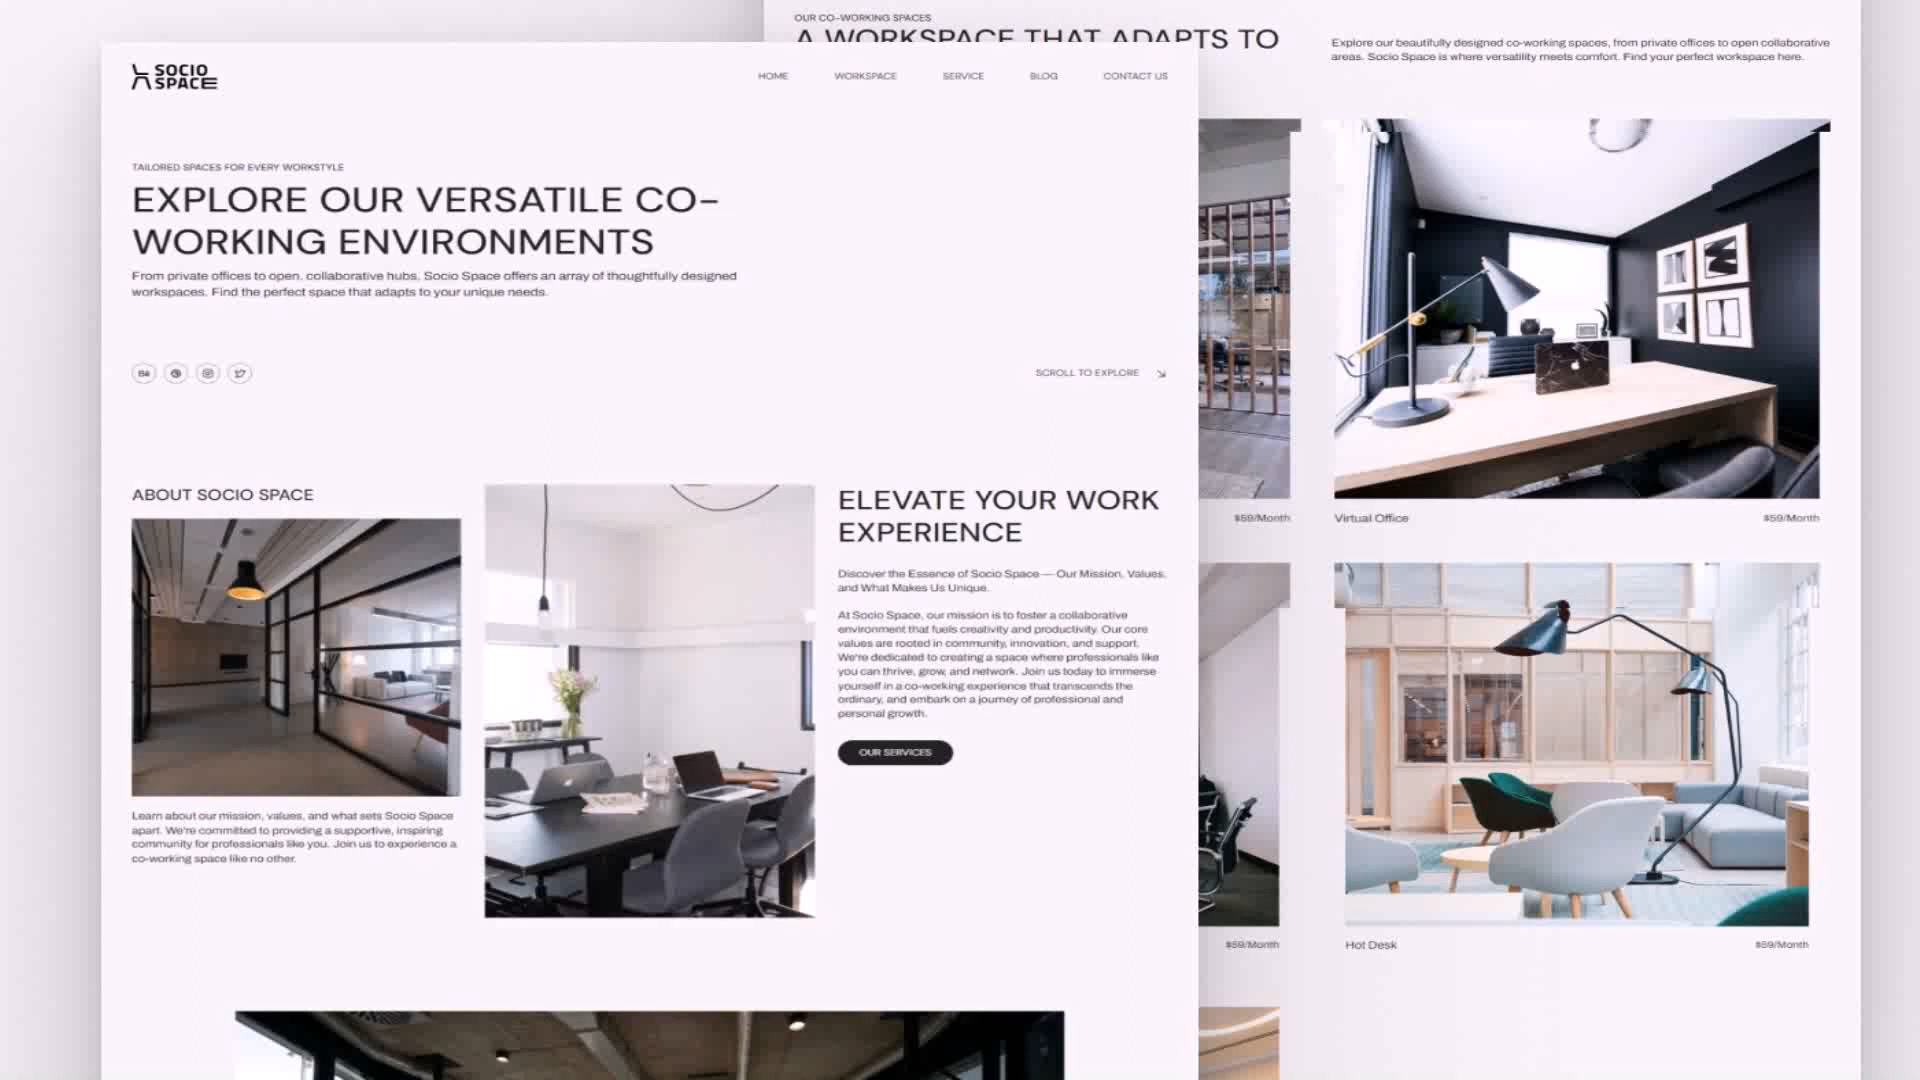 OUR CO-WORKING SPACES
A WORKSPACE THAT ADAPTS TO
Explore our beautifully designed co-working spaces, from private offices to open collaborative
areas. Socio Space is where versatility meets comfort. Find your perfect workspace here.
SOCIO
SPACE
HOME
WORKSPACE
SERVICE
BLOG
CONTACT US
TAILORED SPACES FOR EVERY WORKSTYLE
EXPLORE OUR VERSATILE CO-
WORKING ENVIRONMENTS
From private offices to open, collaborative hubs, Socio Space offers an array of thoughtfully designed
workspaces. Find the perfect space that adapts to your unique needs.
Bē
SCROLL TO EXPLORE
ABOUT SOCIO SPACE
Learn about our mission, values, and what sets Socio Space
apart. We're committed to providing a supportive, inspiring
community for professionals like you. Join us to experience a
co-working space like no other.
ELEVATE YOUR WORK
EXPERIENCE
Discover the Essence of Socio Space — Our Mission, Values,
and What Makes Us Unique.
At Socio Space, our mission is to foster a collaborative
environment that fuels creativity and productivity. Our core
values are rooted in community, innovation, and support.
We're dedicated to creating a space where professionals like
you can thrive, grow, and network. Join us today to immerse
yourself in a co-working experience that transcends the
ordinary, and embark on a journey of professional and
personal growth.
OUR SERVICES
$59/Month
Virtual Office
$59/Month
$59/Month
Hot Desk
$59/Month